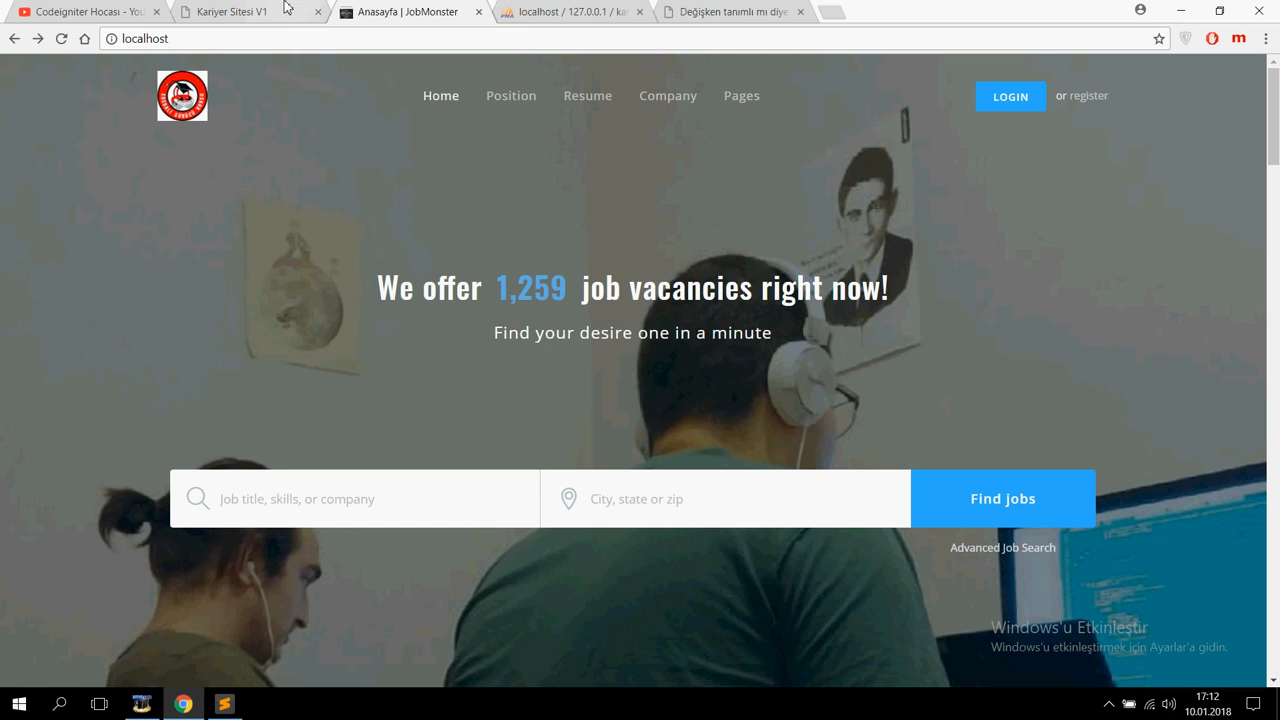 Codeigniter Hocası - You
Kariyer Sitesi V1
Anasayfa | JobMonster
localhost / 127.0.0.1 / ka
Değişken tanımlı mı diye
localhost
m
Home
Position
Resume
Company
Pages
LOGIN
or register
We offer 1,259 job vacancies right now!
Find your desire one in a minute
Job title, skills, or company
City, state or zip
Find jobs
Advanced Job Search
Windows'u Etkinleştir
Windows'u etkinleştirmek için Ayarlar'a gidin.
17:12
10.01.2018